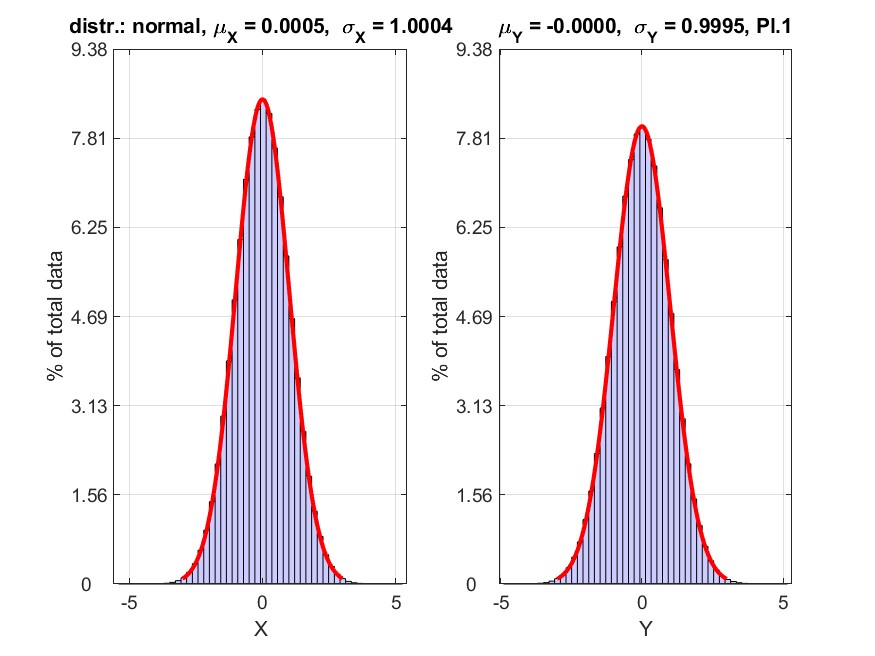 distr.: normal, μX = 0.0005, σX = 1.0004
9.38
7.81
6.25
4.69
3.13
1.56
0
% of total data
-5 0 5
X
μY = -0.0000, σY = 0.9995, Pl.1
9.38
7.81
6.25
4.69
3.13
1.56
0
% of total data
-5 0 5
Y